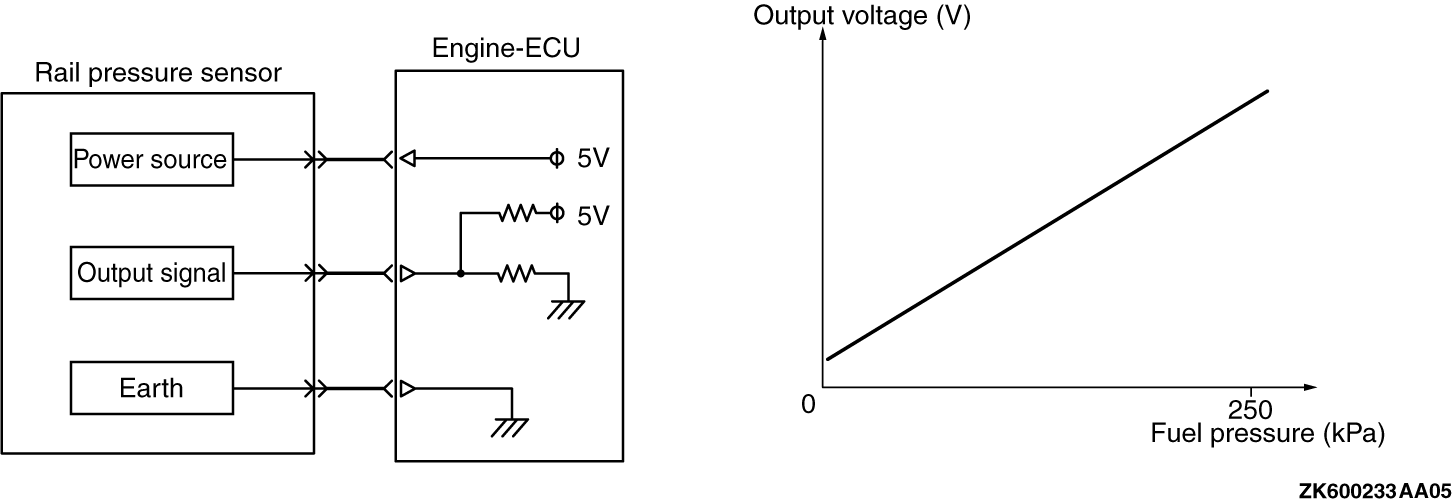 Rail pressure sensor
Engine-ECU
Power source
5V
5V
Output signal
Earth
Output voltage (V)
0
250
Fuel pressure (kPa)
ZK600233AA05